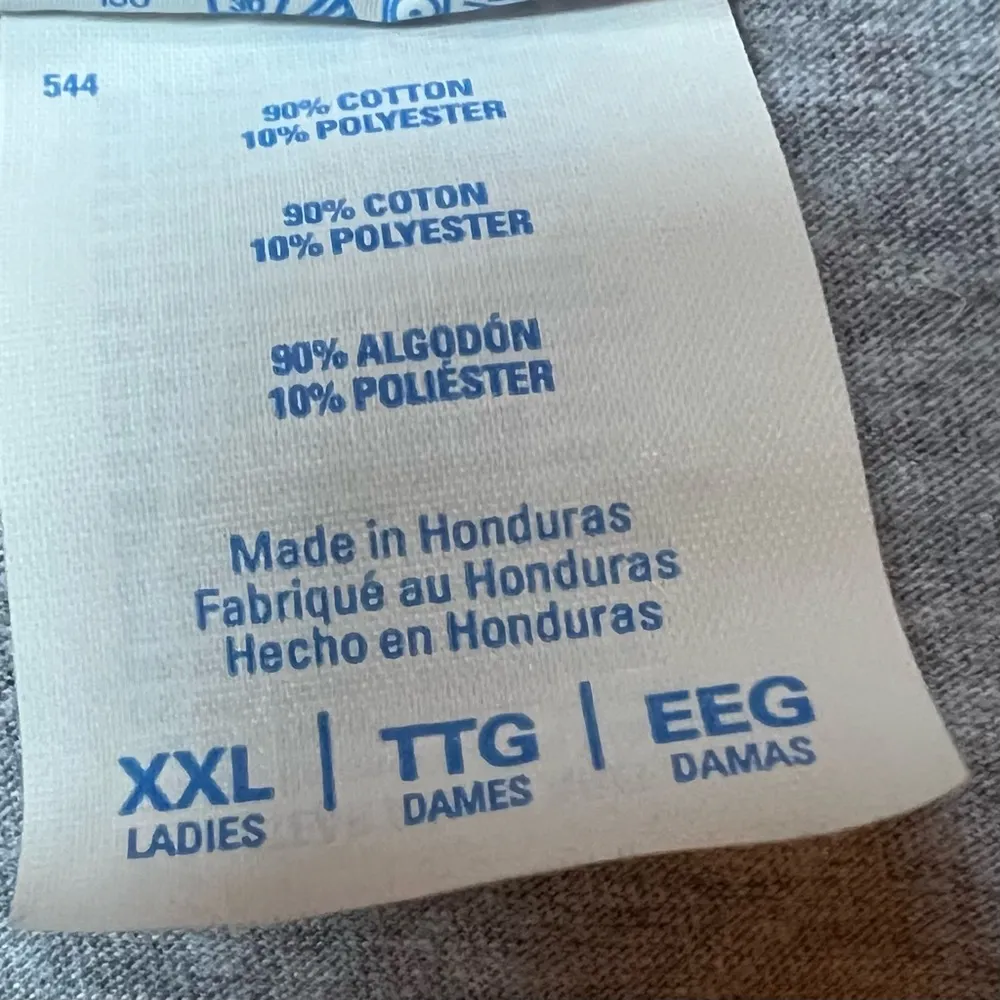 544
90% COTTON
10% POLYESTER
90% COTON
10% POLYESTER
90% ALGODÓN
10% POLIÉSTER
Made in Honduras
Fabriqué au Honduras
Hecho en Honduras
XXL | TTG | EEG
LADIES DAMES DAMAS